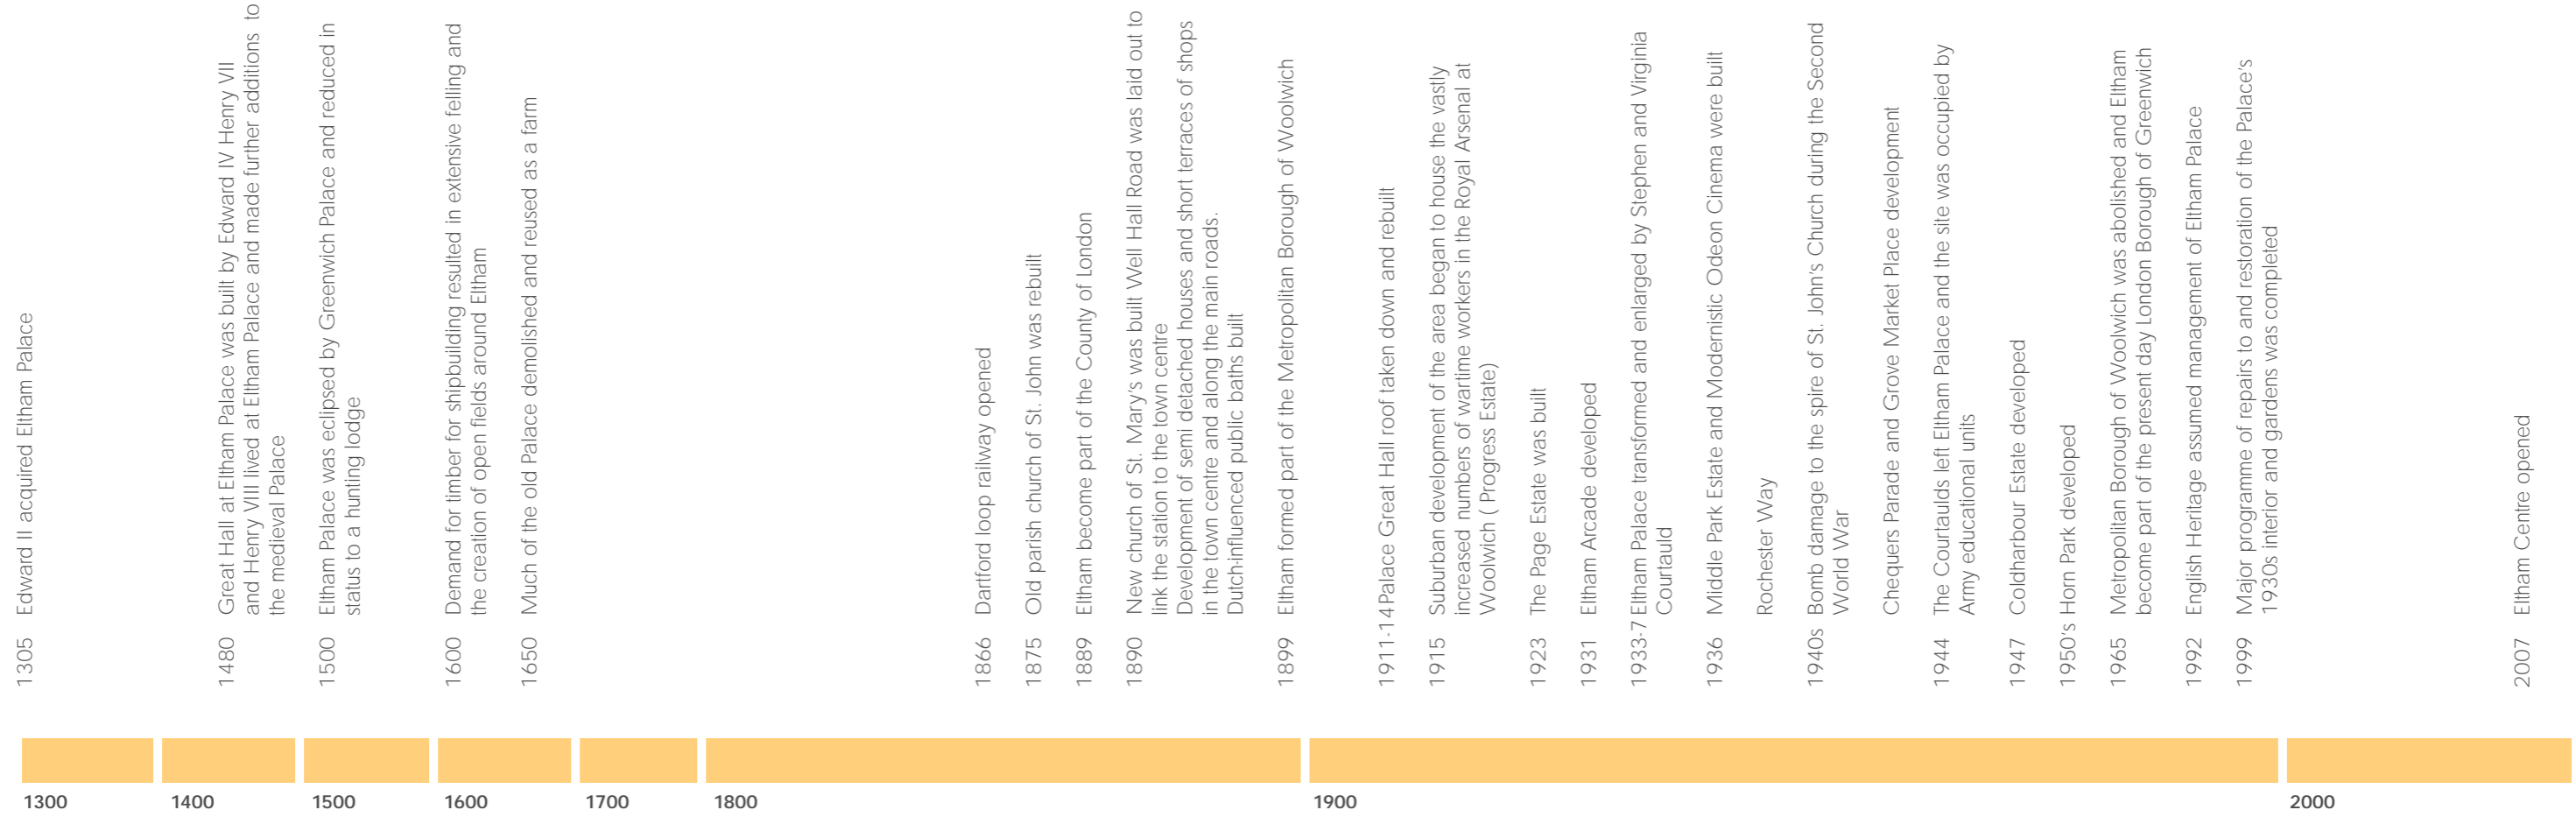 1305 Edward II acquired Eltham Palace
1480 Great Hall at Eltham Palace was built by Edward IV Henry VII
and Henry VIII lived at Eltham Palace and made further additions to
the medieval Palace
1500 Eltham Palace was eclipsed by Greenwich Palace and reduced in
status to a hunting lodge
1600 Demand for timber for shipbuilding resulted in extensive felling and
the creation of open fields around Eltham
1650 Much of the old Palace demolished and reused as a farm
1866 Dartford loop railway opened
1875 Old parish church of St. John was rebuilt
1889 Eltham become part of the County of London
1890 New church of St. Mary's was built Well Hall Road was laid out to
link the station to the town centre
Development of semi detached houses and short terraces of shops
in the town centre and along the main roads.
Dutch-influenced public baths built
1899 Eltham formed part of the Metropolitan Borough of Woolwich
1911-14 Palace Great Hall roof taken down and rebuilt
1915 Suburban development of the area began to house the vastly
increased numbers of wartime workers in the Royal Arsenal at
Woolwich ( Progress Estate)
1923 The Page Estate was built
1931 Eltham Arcade developed
1933-7 Eltham Palace transformed and enlarged by Stephen and Virginia
Courtauld
1936 Middle Park Estate and Modernistic Odeon Cinema were built
Rochester Way
1940s Bomb damage to the spire of St. John's Church during the Second
World War
Chequers Parade and Grove Market Place development
1944 The Courtaulds left Eltham Palace and the site was occupied by
Army educational units
1947 Coldharbour Estate developed
1950's Horn Park developed
1965 Metropolitan Borough of Woolwich was abolished and Eltham
become part of the present day London Borough of Greenwich
1992 English Heritage assumed management of Eltham Palace
1999 Major programme of repairs to and restoration of the Palace's
1930s interior and gardens was completed
2007 Eltham Centre opened
1300
1400
1500
1600
1700
1800
1900
2000